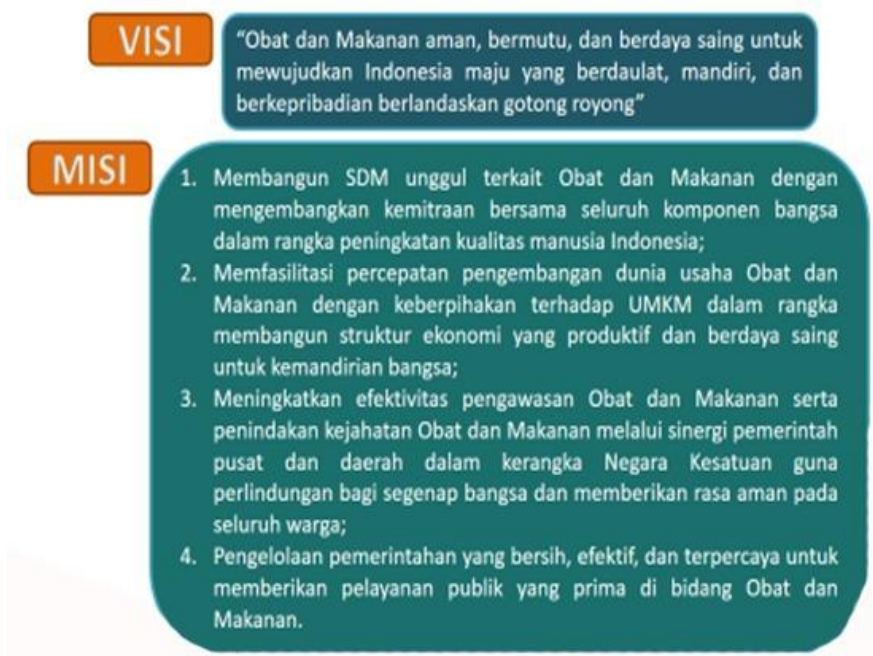 VISI
"Obat dan Makanan aman, bermutu, dan berdaya saing untuk
mewujudkan Indonesia maju yang berdaulat, mandiri, dan
berkepribadian berlandaskan gotong royong"
MISI
1. Membangun SDM unggul terkait Obat dan Makanan dengan
mengembangkan kemitraan bersama seluruh komponen bangsa
dalam rangka peningkatan kualitas manusia Indonesia;
2. Memfasilitasi percepatan pengembangan dunia usaha Obat dan
Makanan dengan keberpihakan terhadap UMKM dalam rangka
membangun struktur ekonomi yang produktif dan berdaya saing
untuk kemandirian bangsa;
3. Meningkatkan efektivitas pengawasan Obat dan Makanan serta
penindakan kejahatan Obat dan Makanan melalui sinergi pemerintah
pusat dan daerah dalam kerangka Negara Kesatuan guna
perlindungan bagi segenap bangsa dan memberikan rasa aman pada
seluruh warga;
4. Pengelolaan pemerintahan yang bersih, efektif, dan terpercaya untuk
memberikan pelayanan publik yang prima di bidang Obat dan
Makanan.